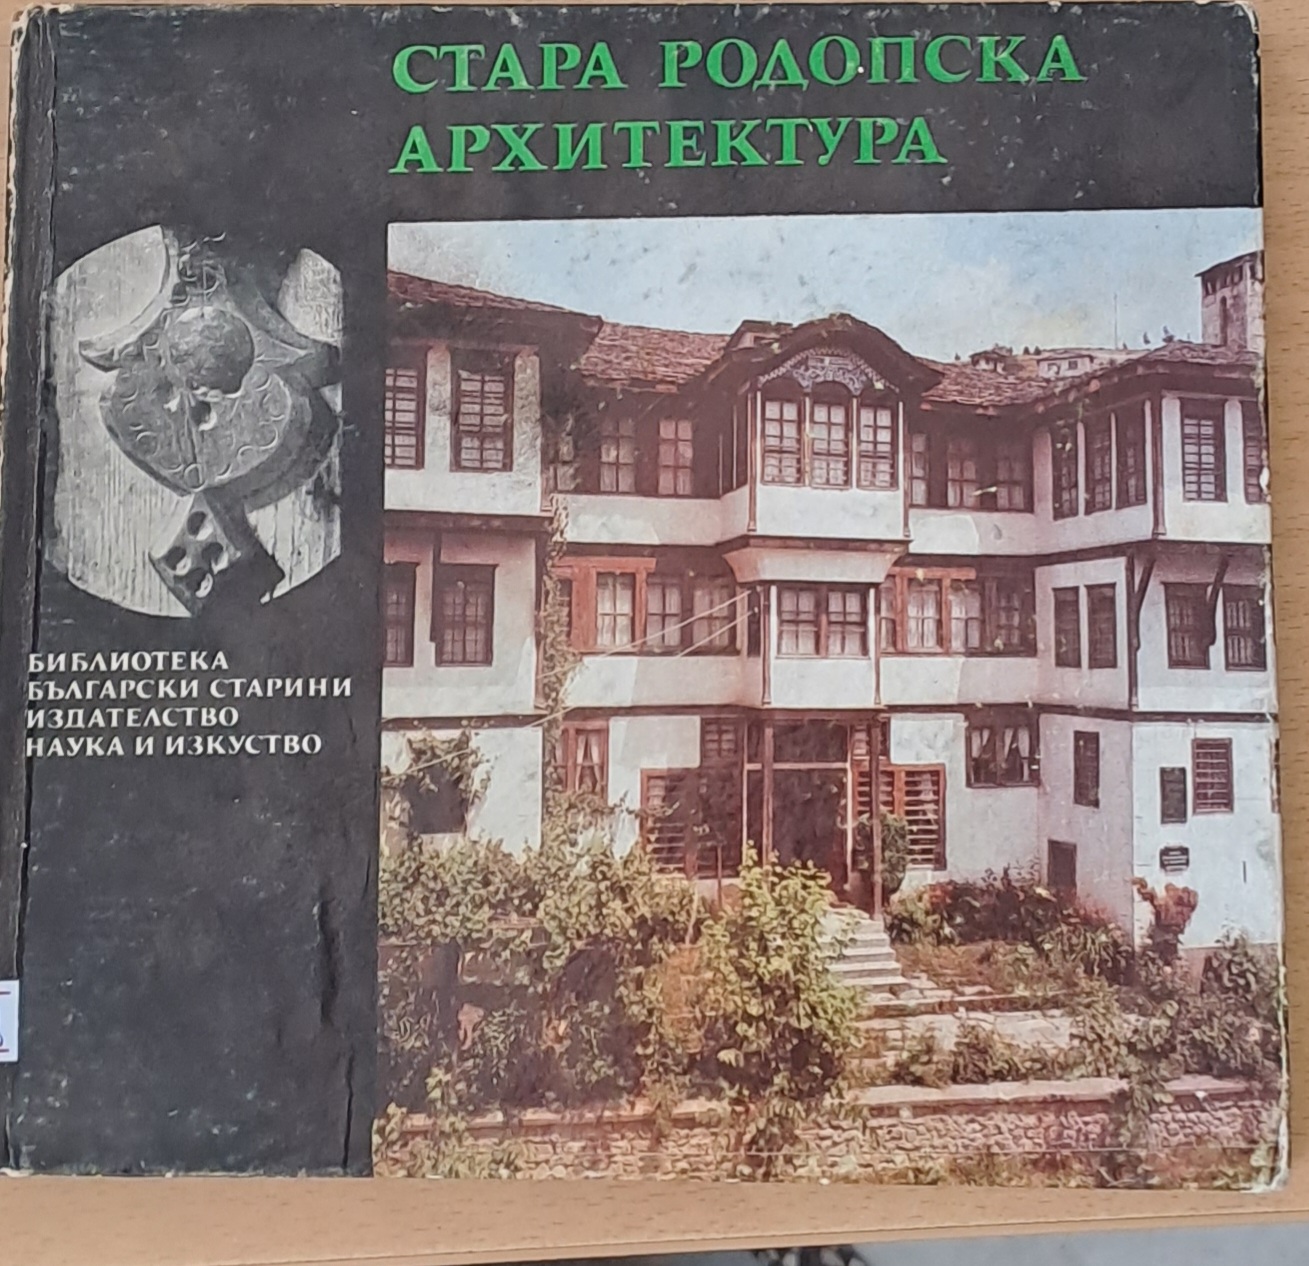 СТАРА РОДОПСКА
АРХИТЕКТУРА
БИБЛИОТЕКА
БЪЛГАРСКИ СТАРИНИ
ИЗДАТЕЛСТВО
НАУКА И ИЗКУСТВО